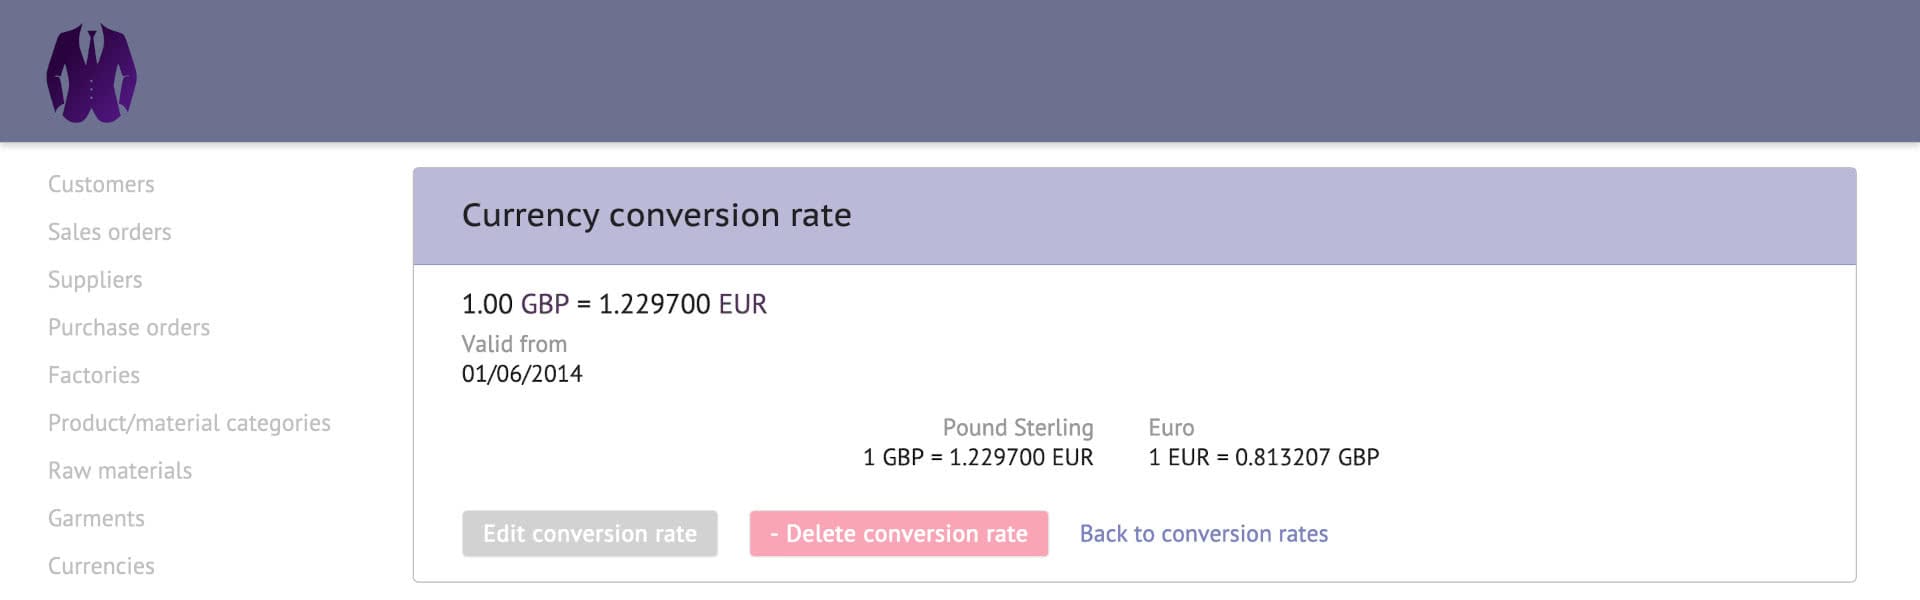 Customers
Sales orders
Suppliers
Purchase orders
Factories
Product/material categories
Raw materials
Garments
Currencies
Currency conversion rate
1.00 GBP = 1.229700 EUR
Valid from
01/06/2014
Pound Sterling
1 GBP = 1.229700 EUR
Euro
1 EUR = 0.813207 GBP
Edit conversion rate
- Delete conversion rate
Back to conversion rates